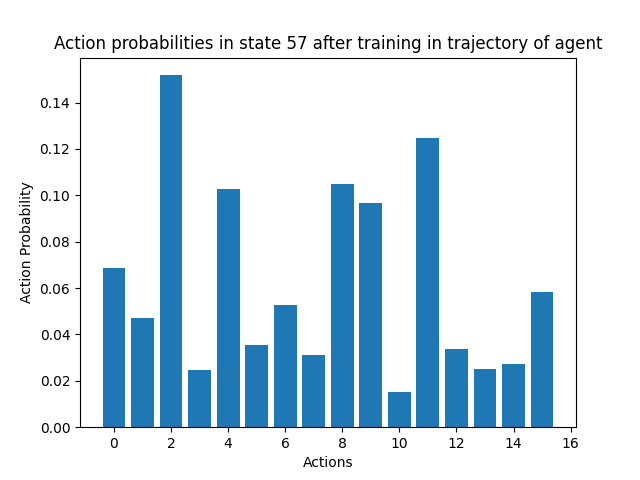 Action probabilities in state 57 after training in trajectory of agent
0.14
0.12
0.10
0.08
0.06
0.04
0.02
0.00
Action Probability
0 2 4 6 8 10 12 14 16
Actions